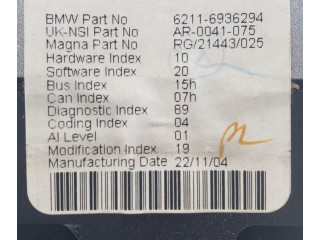 BMW Part No 6211-6936294
UK-NSI Part No AR-0041-075
Magna Part No RG/21443/025
Hardware Index 10
Software Index 20
Bus Index 15h
Can Index 07h
Diagnostic Index 89
Coding Index 04
AI Level 01
Modification Index 19
Manufacturing Date 22/11/04